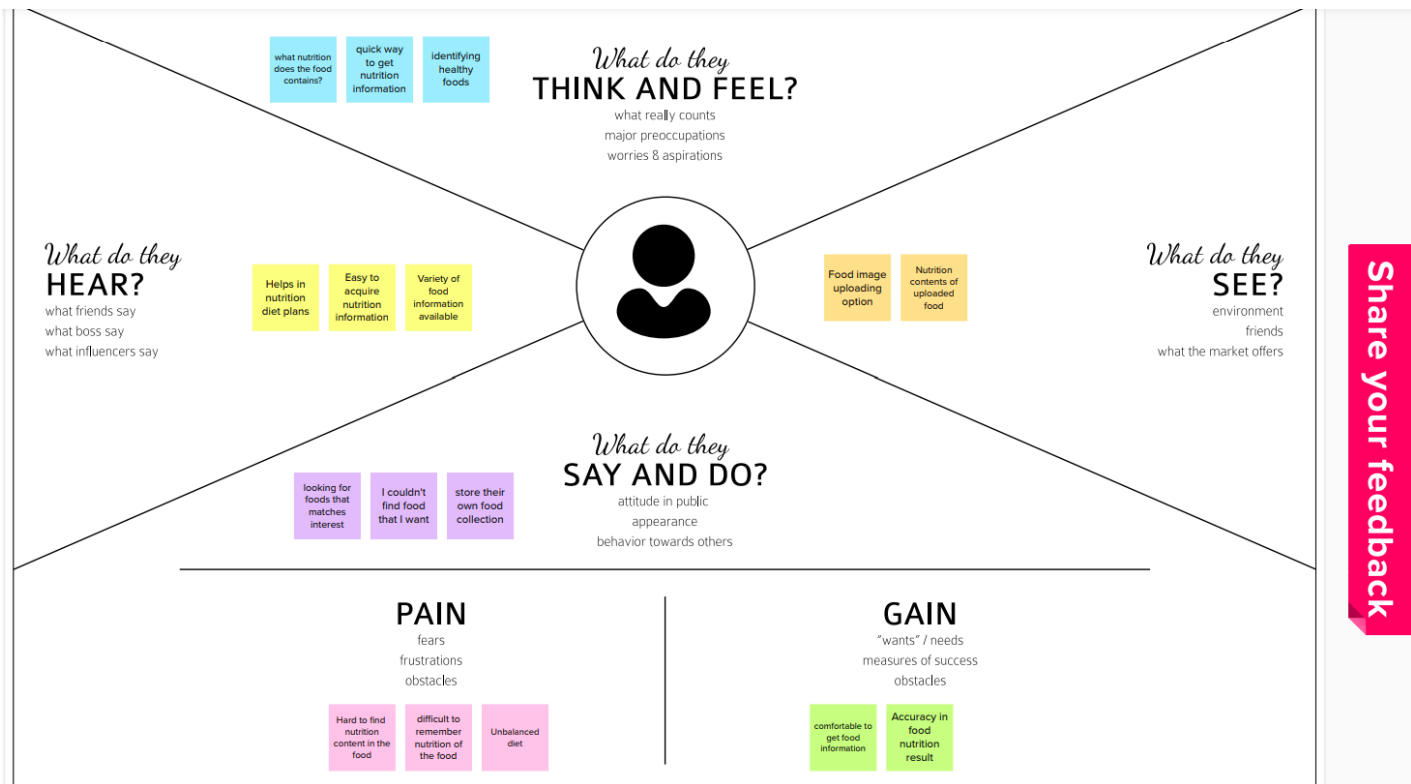 what nutrition
does the food
contains?
quick way
to get
nutrition
information
identifying
healthy
foods
What do they
THINK AND FEEL?
what really counts
major preoccupations
worries & aspirations
What do they
HEAR?
what friends say
what boss say
what influencers say
Helps in
nutrition
diet plans
Easy to
acquire
nutrition
information
Variety of
food
information
available
Food image
uploading
option
Nutrition
contents of
uploaded
food
What do they
SEE?
environment
friends
what the market offers
Share your feedback
What do they
SAY AND DO?
attitude in public
appearance
behavior towards others
looking for
foods that
matches
interest
I couldn't
find food
that I want
store their
own food
collection
PAIN
fears
frustrations
obstacles
Hard to find
nutrition
content in the
food
difficult to
remember
nutrition of
the food
Unbalanced
diet
GAIN
"wants" / needs
measures of success
obstacles
comfortable to
get food
information
Accuracy in
food
nutrition
result